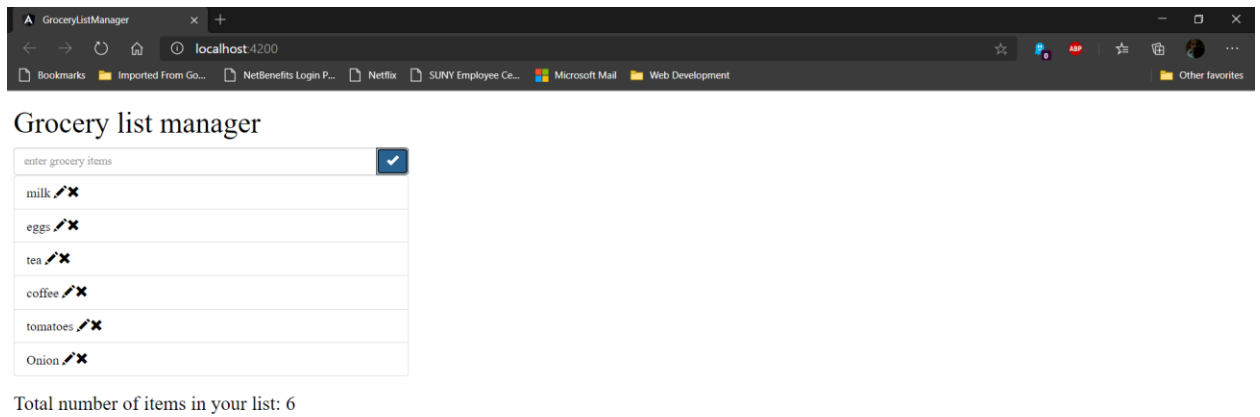 GroceryListManager
localhost:4200
0 ABP
Bookmarks Imported From Go... NetBenefits Login P... Netflix SUNY Employee Ce... Microsoft Mail Web Development Other favorites
Grocery list manager
enter grocery items
milk
eggs
tea
coffee
tomatoes
Onion
Total number of items in your list: 6